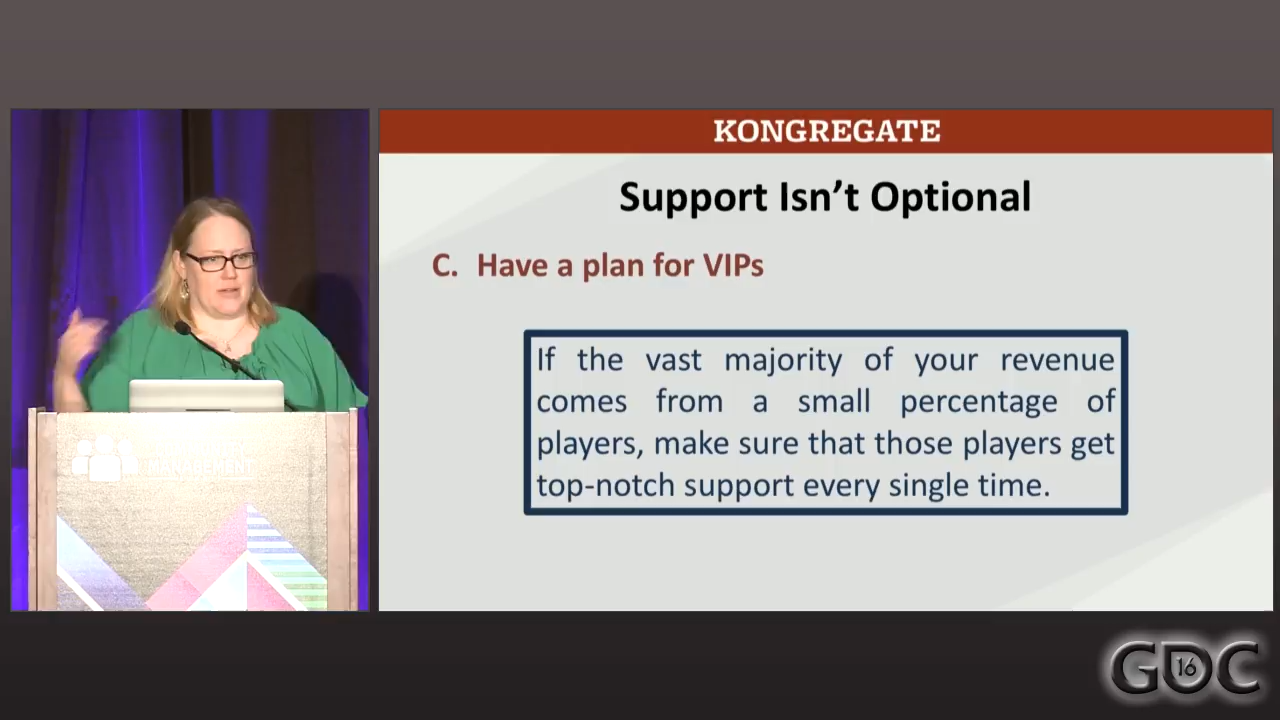 KONGREGATE
Support Isn't Optional
C. Have a plan for VIPs
If the vast majority of your revenue
comes from a small percentage of
players, make sure that those players get
top-notch support every single time.
MANAGEMENT
GDC 16